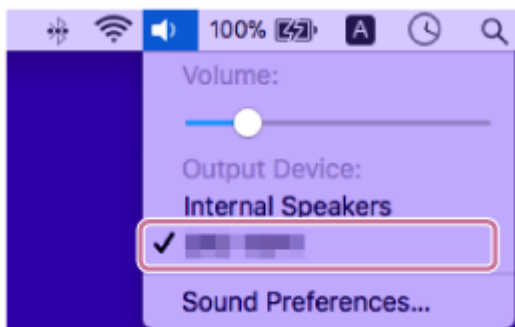 100% A
Volume:
Output Device:
Internal Speakers
Sound Preferences...